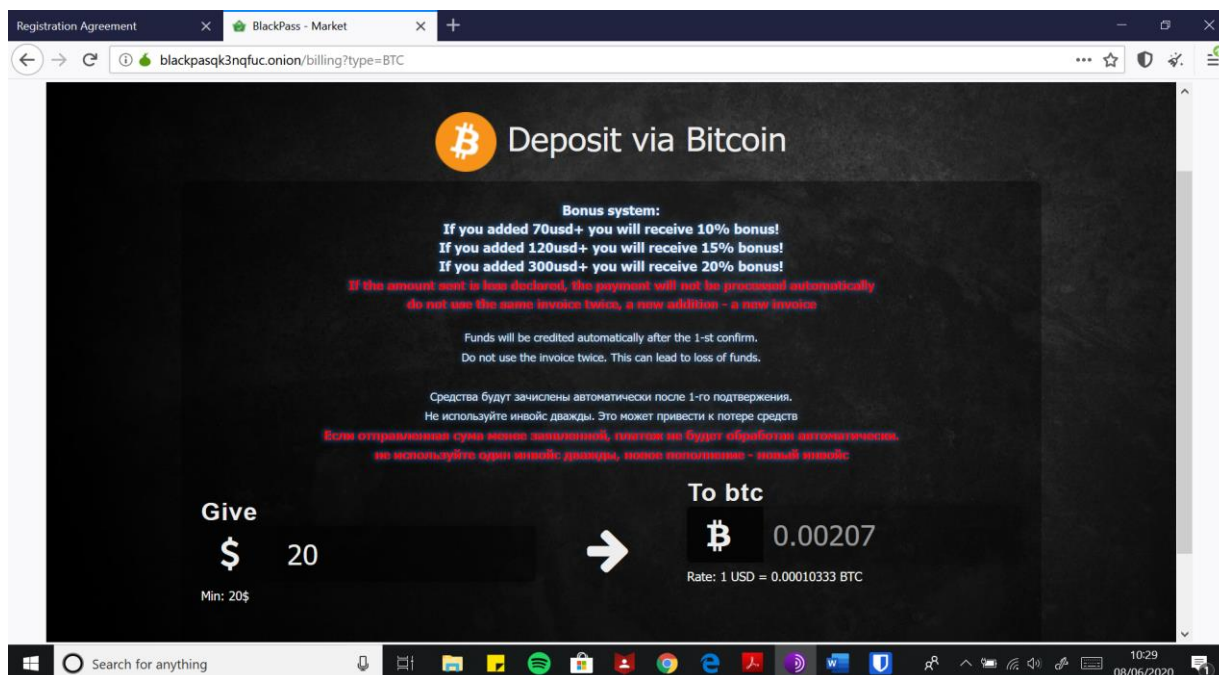 Registration Agreement
BlackPass - Market
blackpasqk3nqfuc.onion/billing?type=BTC
Deposit via Bitcoin
Bonus system:
If you added 70usd+ you will receive 10% bonus!
If you added 120usd+ you will receive 15% bonus!
If you added 300usd+ you will receive 20% bonus!
If the amount sent is less declared, the payment will not be processed automatically
do not use the same invoice twice, a new addition - a new invoice
Funds will be credited automatically after the 1-st confirm.
Do not use the invoice twice. This can lead to loss of funds.
Средства будут зачислены автоматически после 1-го подтвержения.
Не используйте инвойс дважды. Это может привести к потере средств
Если отправленная сума менее заявленной, платеж не будет обработан автоматически.
не используйте один инвойс дважды, новое пополнение - новый инвойс
Give
$ 20
Min: 20$
To btc
0.00207
Rate: 1 USD = 0.00010333 BTC
Search for anything
10:29
08/06/2020